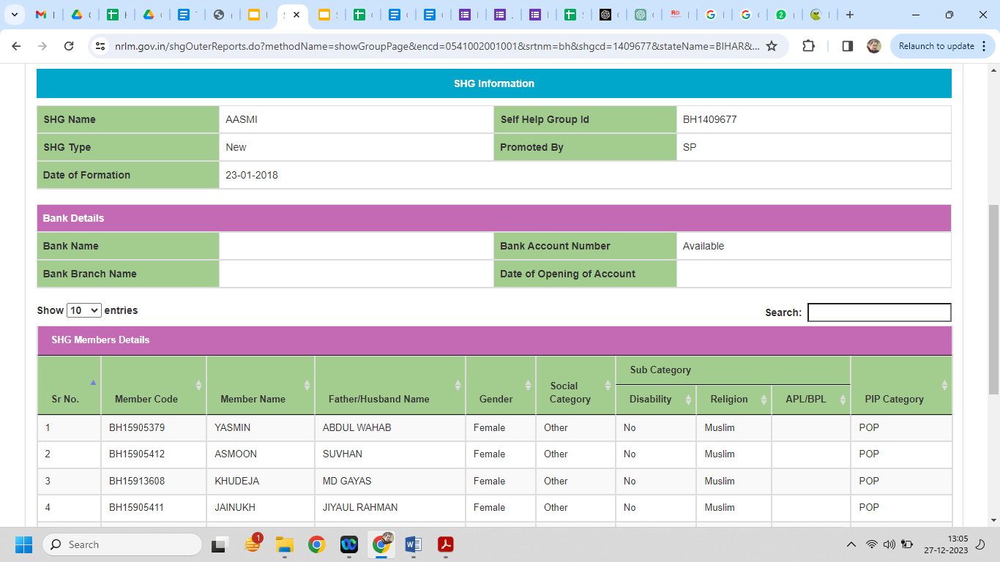 nrlm.gov.in/shgOuterReports.do?methodName=showGroupPage&encd=0541002001001&srtnm=bh&shgcd=1409677&stateName=BIHAR&...
Relaunch to update
SHG Information
SHG Name AASMI Self Help Group Id BH1409677
SHG Type New Promoted By SP
Date of Formation 23-01-2018
Bank Details
Bank Name Bank Account Number Available
Bank Branch Name Date of Opening of Account
Show 10 entries Search:
SHG Members Details
Sub Category
Sr No. Member Code Member Name Father/Husband Name Gender Social Category Disability Religion APL/BPL PIP Category
1 BH15905379 YASMIN ABDUL WAHAB Female Other No Muslim POP
2 BH15905412 ASMOON SUVHAN Female Other No Muslim POP
3 BH15913608 KHUDEJA MD GAYAS Female Other No Muslim POP
4 BH15905411 JAINUKH JIYAUL RAHMAN Female Other No Muslim POP
Search 1 13:05
27-12-2023